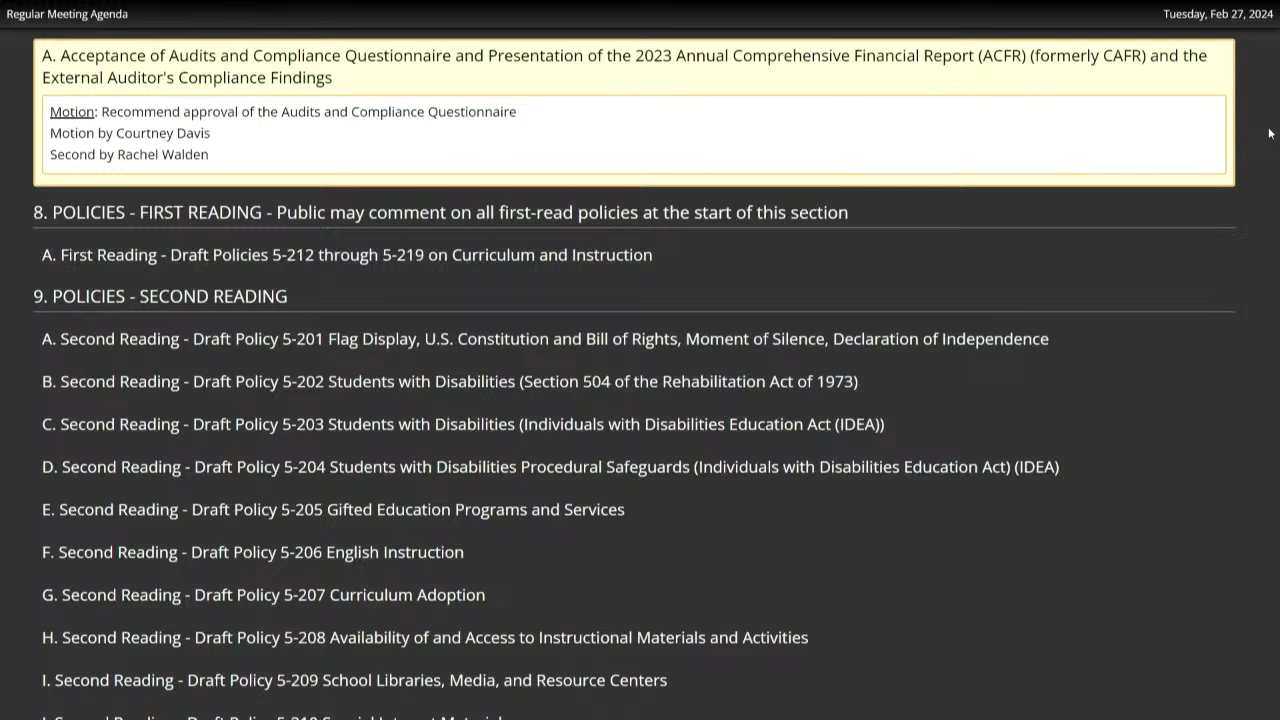 Regular Meeting Agenda
Tuesday, Feb 27, 2024
A. Acceptance of Audits and Compliance Questionnaire and Presentation of the 2023 Annual Comprehensive Financial Report (ACFR) (formerly CAFR) and the
External Auditor's Compliance Findings
Motion: Recommend approval of the Audits and Compliance Questionnaire
Motion by Courtney Davis
Second by Rachel Walden
8. POLICIES - FIRST READING - Public may comment on all first-read policies at the start of this section
A. First Reading - Draft Policies 5-212 through 5-219 on Curriculum and Instruction
9. POLICIES - SECOND READING
A. Second Reading - Draft Policy 5-201 Flag Display, U.S. Constitution and Bill of Rights, Moment of Silence, Declaration of Independence
B. Second Reading - Draft Policy 5-202 Students with Disabilities (Section 504 of the Rehabilitation Act of 1973)
C. Second Reading - Draft Policy 5-203 Students with Disabilities (Individuals with Disabilities Education Act (IDEA))
D. Second Reading - Draft Policy 5-204 Students with Disabilities Procedural Safeguards (Individuals with Disabilities Education Act) (IDEA)
E. Second Reading - Draft Policy 5-205 Gifted Education Programs and Services
F. Second Reading - Draft Policy 5-206 English Instruction
G. Second Reading - Draft Policy 5-207 Curriculum Adoption
H. Second Reading - Draft Policy 5-208 Availability of and Access to Instructional Materials and Activities
I. Second Reading - Draft Policy 5-209 School Libraries, Media, and Resource Centers